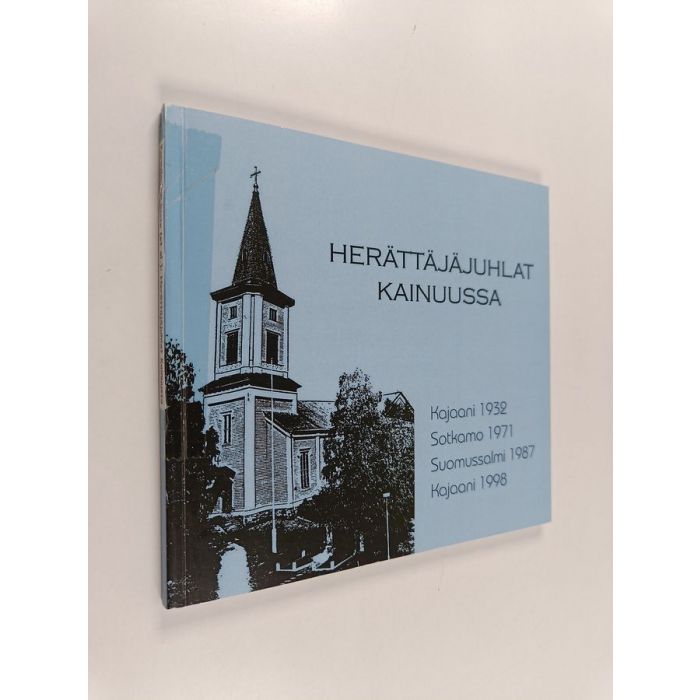 HERÄTTÄJÄJUHLAT
KAINUUSSA
Kajaani 1932
Sotkamo 1971
Suomussalmi 1987
Kajaani 1998